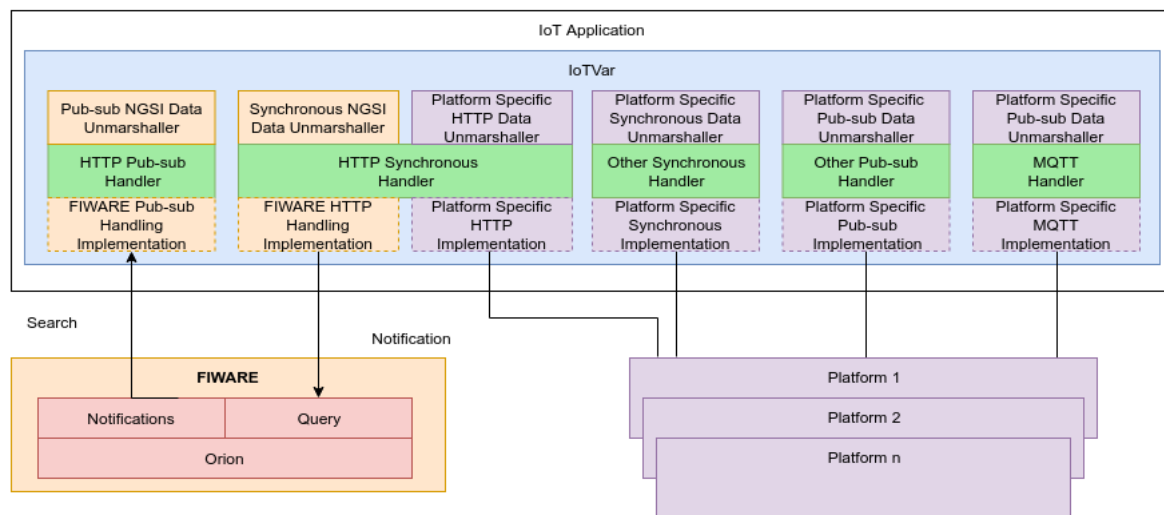 IoT Application
IoTVar
Pub-sub NGSI Data
Unmarshaller
Synchronous NGSI
Data Unmarshaller
Platform Specific
HTTP Data
Unmarshaller
Platform Specific
Synchronous Data
Unmarshaller
Platform Specific
Pub-sub Data
Unmarshaller
Platform Specific
Pub-sub Data
Unmarshaller
HTTP Pub-sub
Handler
HTTP Synchronous
Handler
Other Synchronous
Handler
Other Pub-sub
Handler
MQTT
Handler
FIWARE Pub-sub
Handling
Implementation
FIWARE HTTP
Handling
Implementation
Platform Specific
HTTP
Implementation
Platform Specific
Synchronous
Implementation
Platform Specific
Pub-sub
Implementation
Platform Specific
MQTT
Implementation
Search
Notification
FIWARE
Notifications
Query
Orion
Platform 1
Platform 2
Platform n